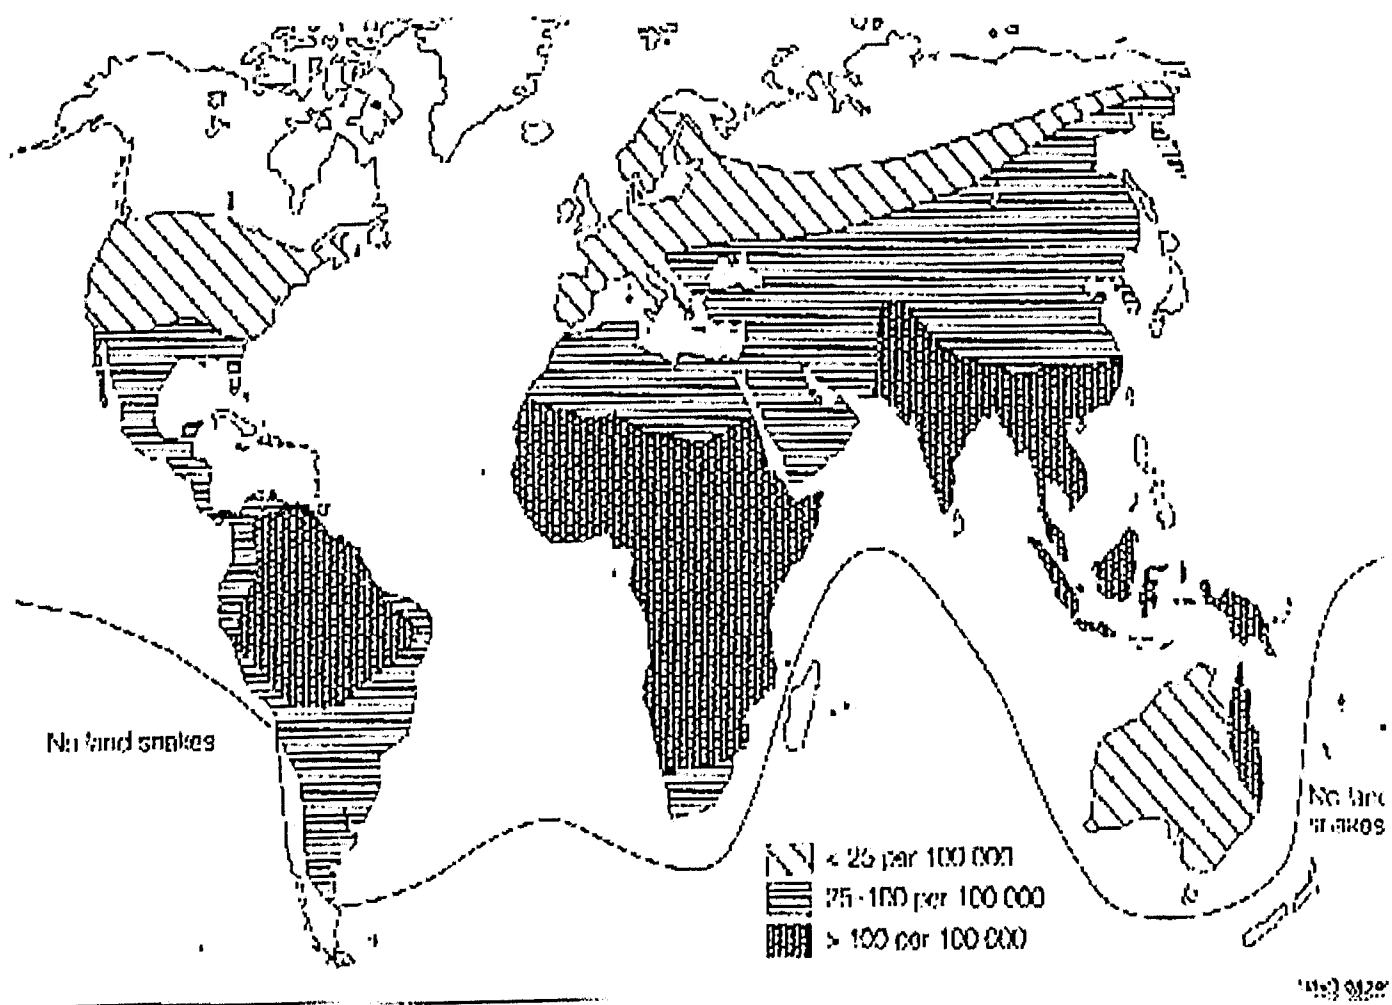 No land snakes
No land
snakes
< 25 per 100 000
25-100 per 100 000
> 100 per 100 000